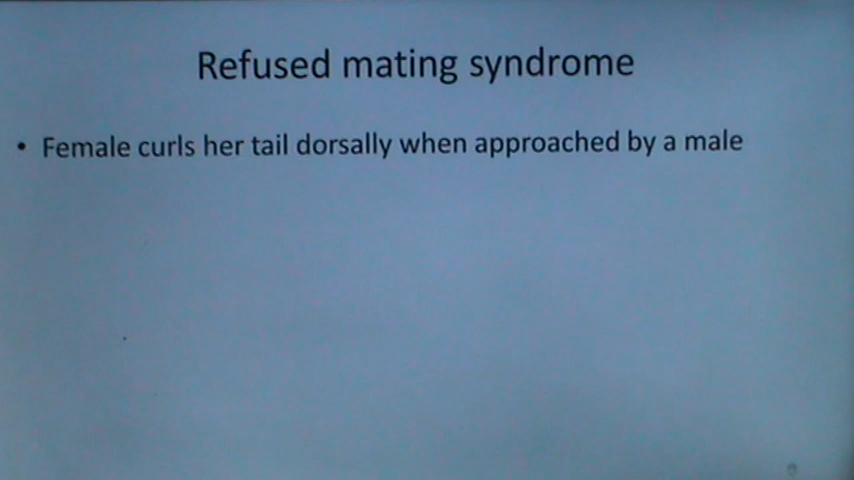 Refused mating syndrome
• Female curls her tail dorsally when approached by a male